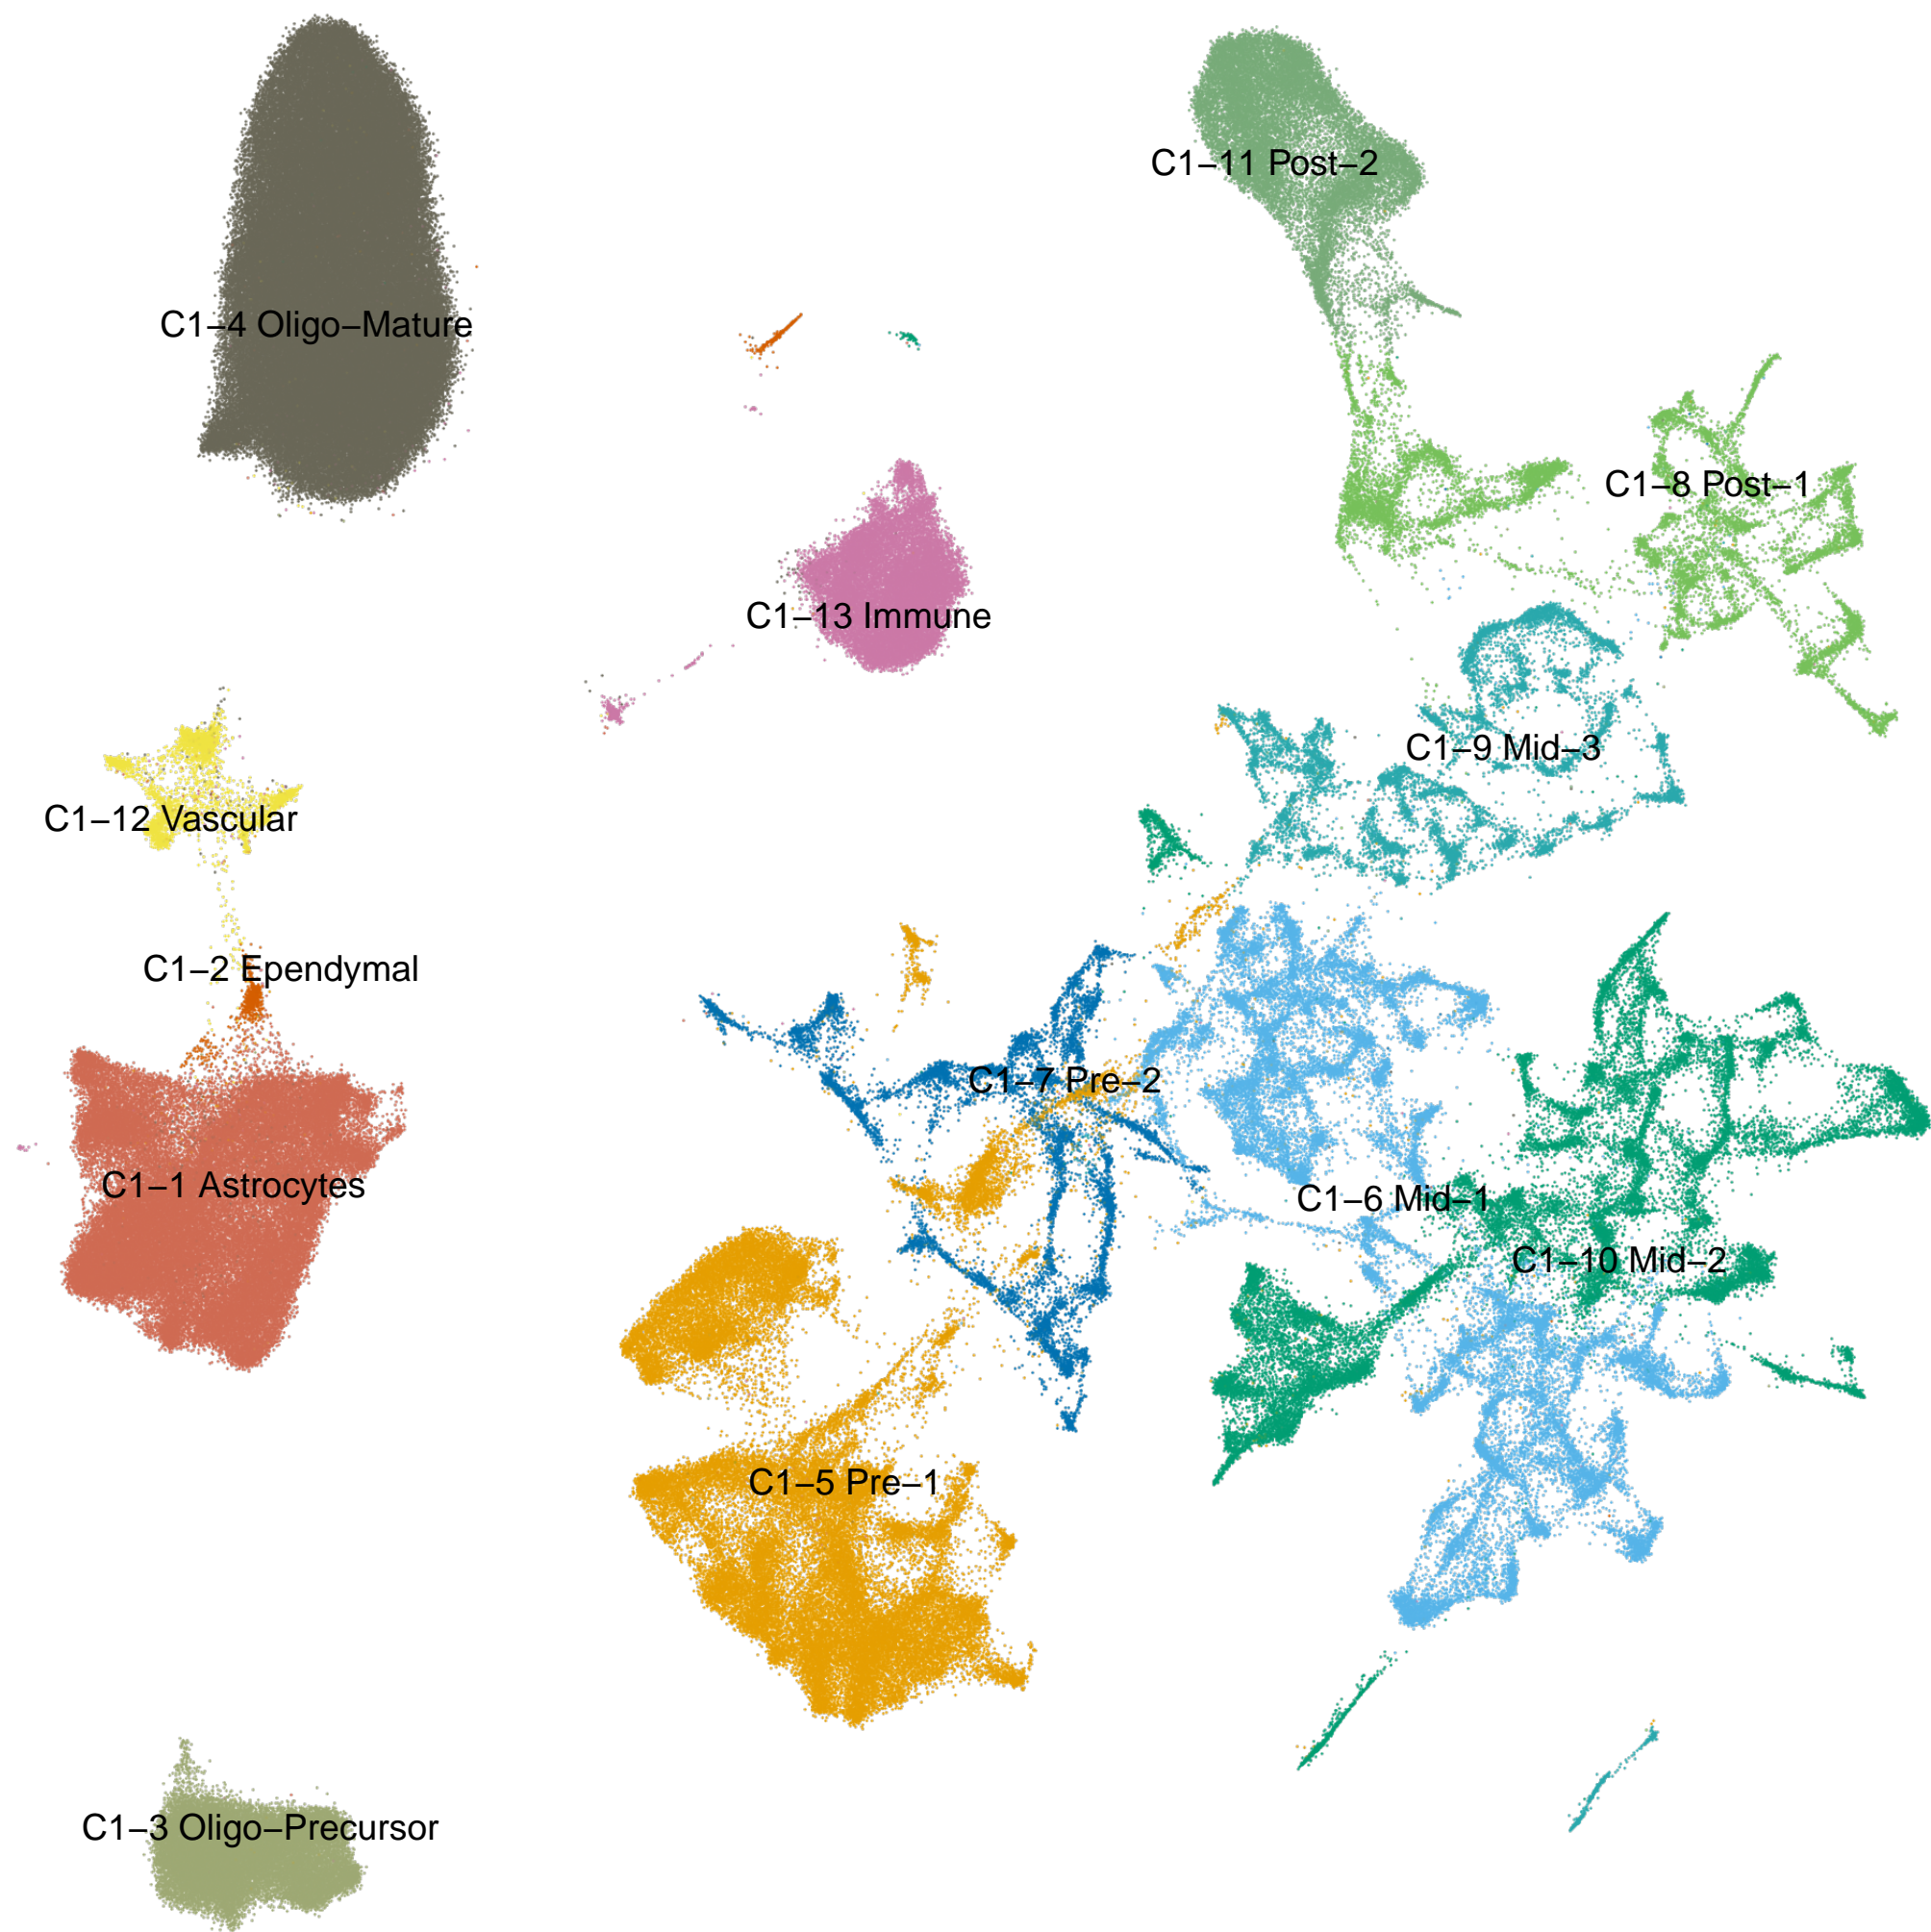 C1–11 Post–2
C1–4 Oligo–Mature
C1–8 Post–1
C1–13 Immune
C1–9 Mid–3
C1–12 Vascular
C1–2 Ependymal
C1–7 Pre–2
C1–1 Astrocytes
C1–6 Mid–1
C1–10 Mid–2
C1–5 Pre–1
C1–3 Oligo–Precursor